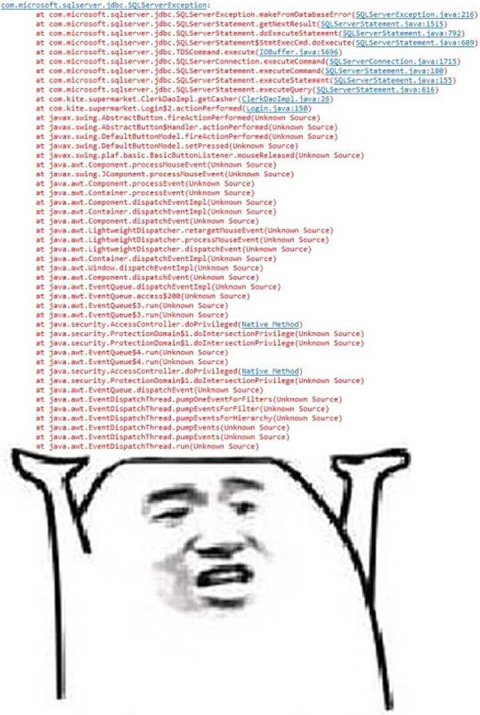 com.microsoft.sqlserver.jdbc.SQLServerException:
at com.microsoft.sqlserver.jdbc.SQLServerException.makeFromDatabaseError(SQLServerException.java:216)
at com.microsoft.sqlserver.jdbc.SQLServerStatement.getNextResult(SQLServerStatement.java:1515)
at com.microsoft.sqlserver.jdbc.SQLServerStatement.doExecuteStatement(SQLServerStatement.java:792)
at com.microsoft.sqlserver.jdbc.SQLServerStatement$StmtExecCmd.doExecute(SQLServerStatement.java:689)
at com.microsoft.sqlserver.jdbc.TDSCommand.execute(IOBuffer.java:5696)
at com.microsoft.sqlserver.jdbc.SQLServerConnection.executeCommand(SQLServerConnection.java:1715)
at com.microsoft.sqlserver.jdbc.SQLServerStatement.executeCommand(SQLServerStatement.java:180)
at com.microsoft.sqlserver.jdbc.SQLServerStatement.executeStatement(SQLServerStatement.java:155)
at com.microsoft.sqlserver.jdbc.SQLServerStatement.executeQuery(SQLServerStatement.java:616)
at com.kite.supermarket.ClerkDaoImpl.getCasher(ClerkDaoImpl.java:26)
at com.kite.supermarket.Login$2.actionPerformed(Login.java:150)
at javax.swing.AbstractButton.fireActionPerformed(Unknown Source)
at javax.swing.AbstractButton$Handler.actionPerformed(Unknown Source)
at javax.swing.DefaultButtonModel.fireActionPerformed(Unknown Source)
at javax.swing.DefaultButtonModel.setPressed(Unknown Source)
at javax.swing.plaf.basic.BasicButtonListener.mouseReleased(Unknown Source)
at java.awt.Component.processMouseEvent(Unknown Source)
at javax.swing.JComponent.processMouseEvent(Unknown Source)
at java.awt.Component.processEvent(Unknown Source)
at java.awt.Container.processEvent(Unknown Source)
at java.awt.Component.dispatchEventImpl(Unknown Source)
at java.awt.Container.dispatchEventImpl(Unknown Source)
at java.awt.Component.dispatchEvent(Unknown Source)
at java.awt.LightweightDispatcher.retargetMouseEvent(Unknown Source)
at java.awt.LightweightDispatcher.processMouseEvent(Unknown Source)
at java.awt.LightweightDispatcher.dispatchEvent(Unknown Source)
at java.awt.Container.dispatchEventImpl(Unknown Source)
at java.awt.Window.dispatchEventImpl(Unknown Source)
at java.awt.Component.dispatchEvent(Unknown Source)
at java.awt.EventQueue.dispatchEventImpl(Unknown Source)
at java.awt.EventQueue.access$200(Unknown Source)
at java.awt.EventQueue$3.run(Unknown Source)
at java.awt.EventQueue$3.run(Unknown Source)
at java.security.AccessController.doPrivileged(Native Method)
at java.security.ProtectionDomain$1.doIntersectionPrivilege(Unknown Source)
at java.security.ProtectionDomain$1.doIntersectionPrivilege(Unknown Source)
at java.awt.EventQueue$4.run(Unknown Source)
at java.awt.EventQueue$4.run(Unknown Source)
at java.security.AccessController.doPrivileged(Native Method)
at java.security.ProtectionDomain$1.doIntersectionPrivilege(Unknown Source)
at java.awt.EventQueue.dispatchEvent(Unknown Source)
at java.awt.EventDispatchThread.pumpOneEventForFilters(Unknown Source)
at java.awt.EventDispatchThread.pumpEventsForFilter(Unknown Source)
at java.awt.EventDispatchThread.pumpEventsForHierarchy(Unknown Source)
at java.awt.EventDispatchThread.pumpEvents(Unknown Source)
at java.awt.EventDispatchThread.pumpEvents(Unknown Source)
at java.awt.EventDispatchThread.run(Unknown Source)